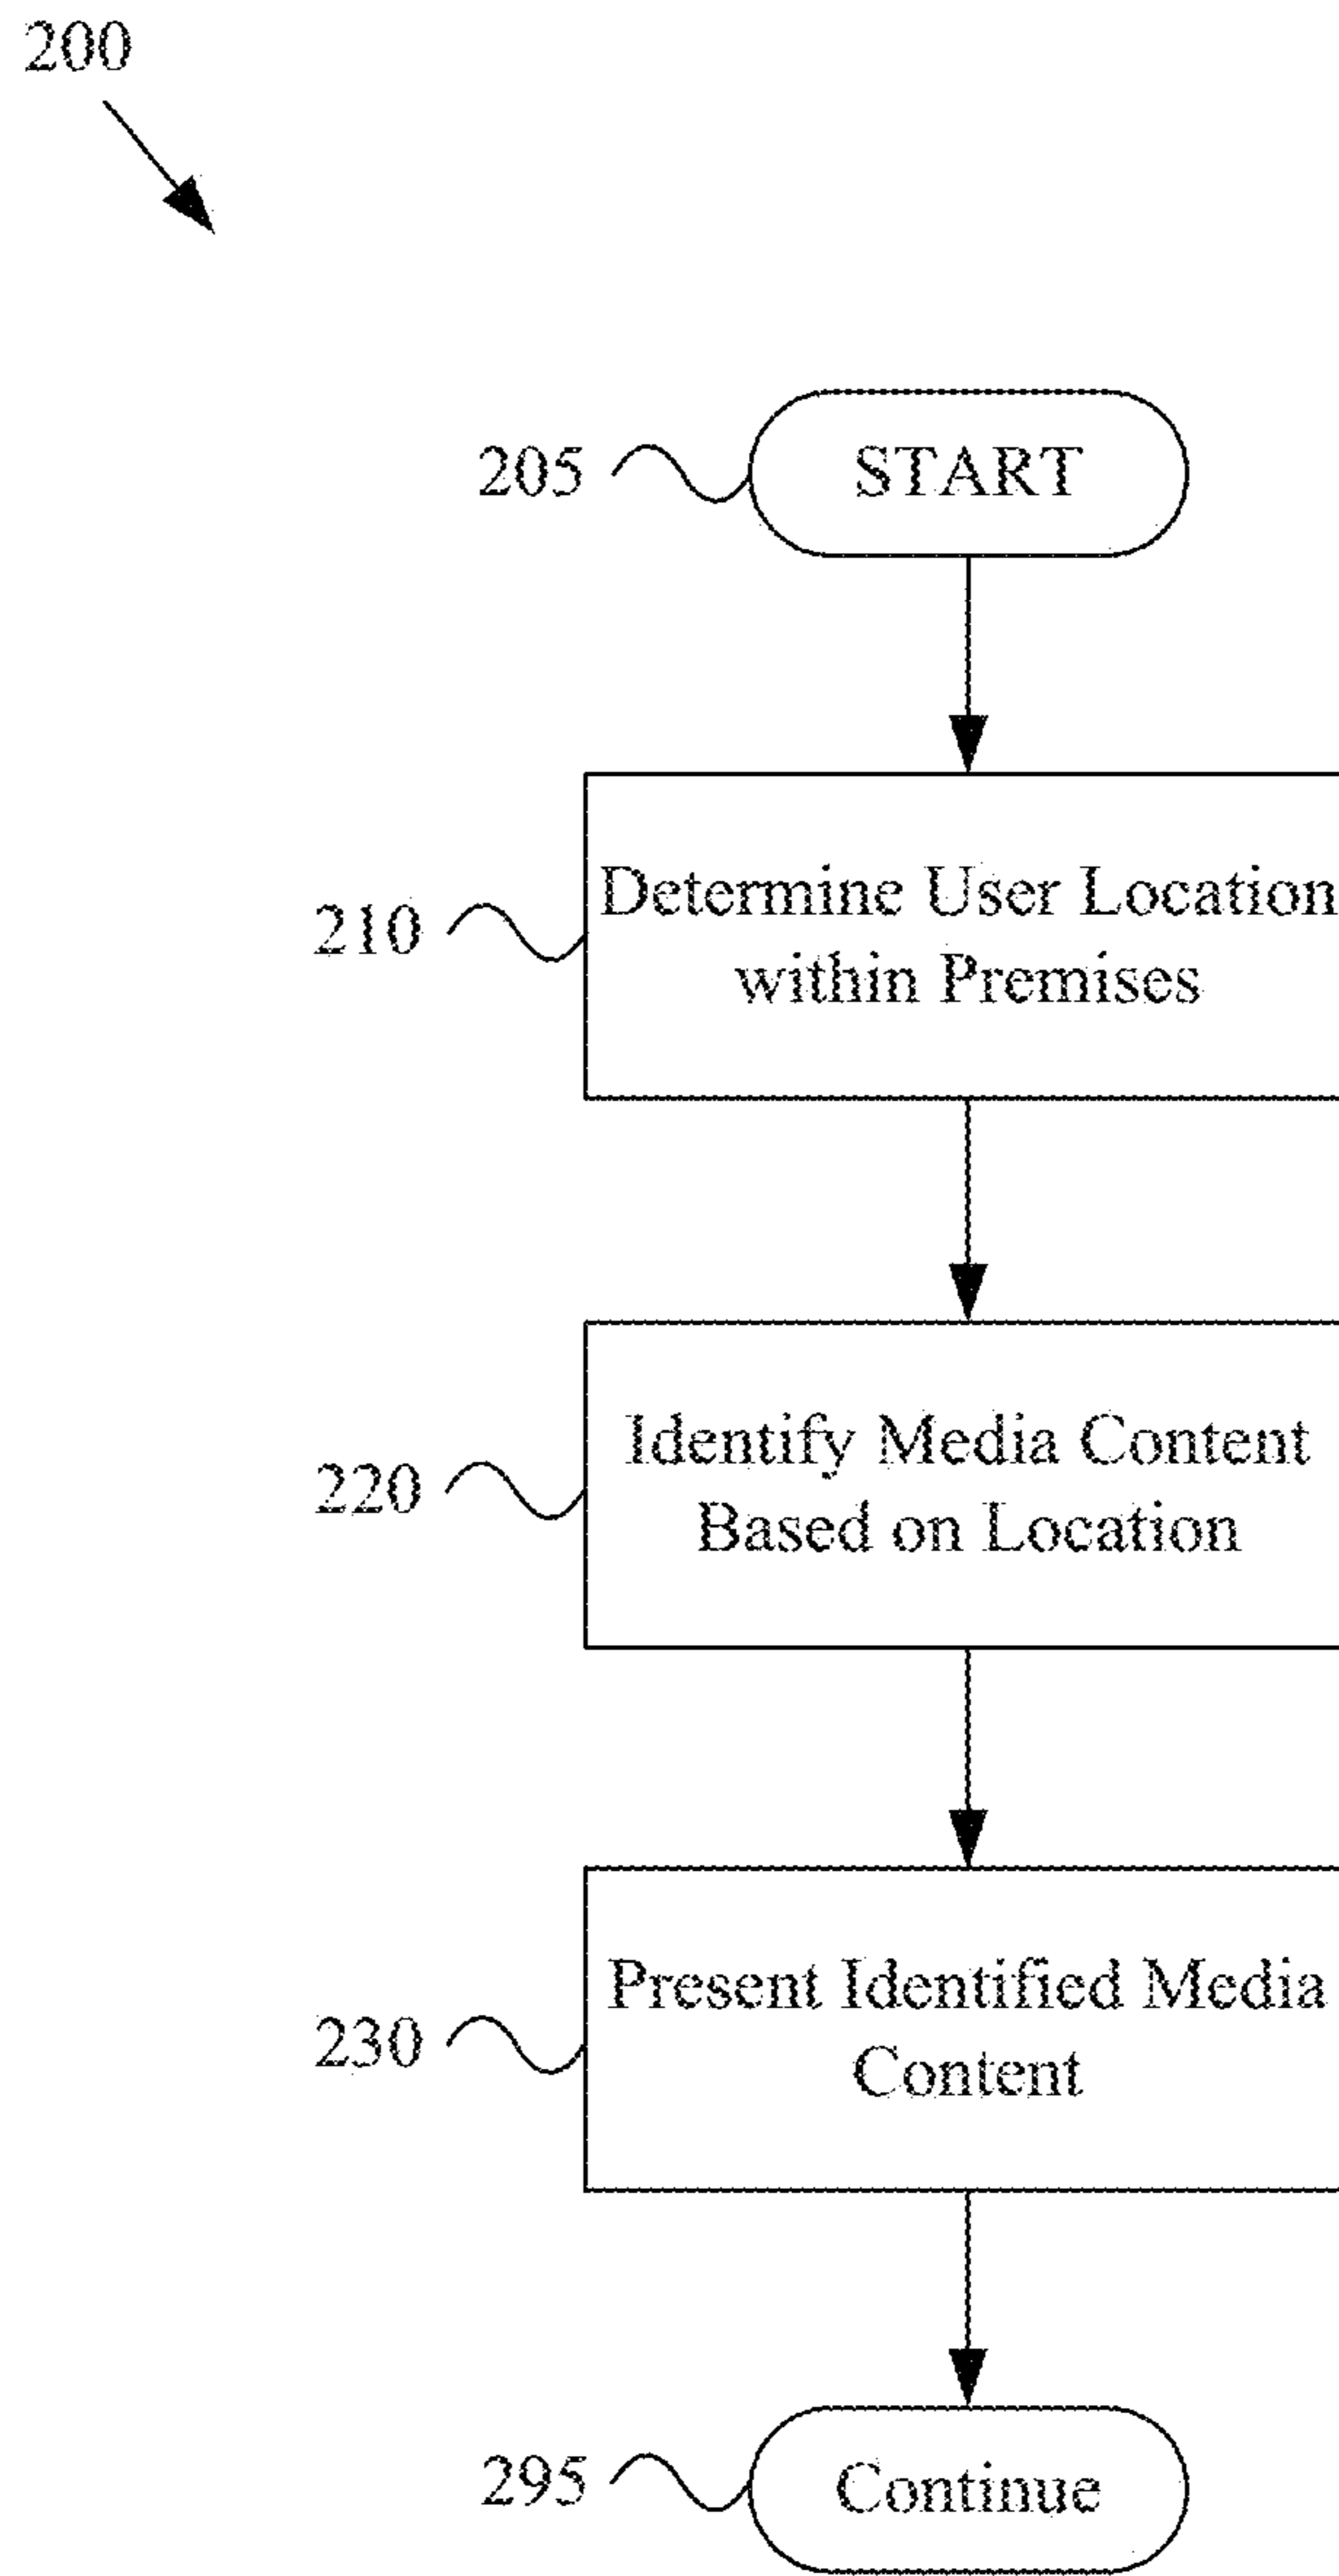 200
205
START
210
Determine User Location
within Premises
220
Identify Media Content
Based on Location
230
Present Identified Media
Content
295
Continue